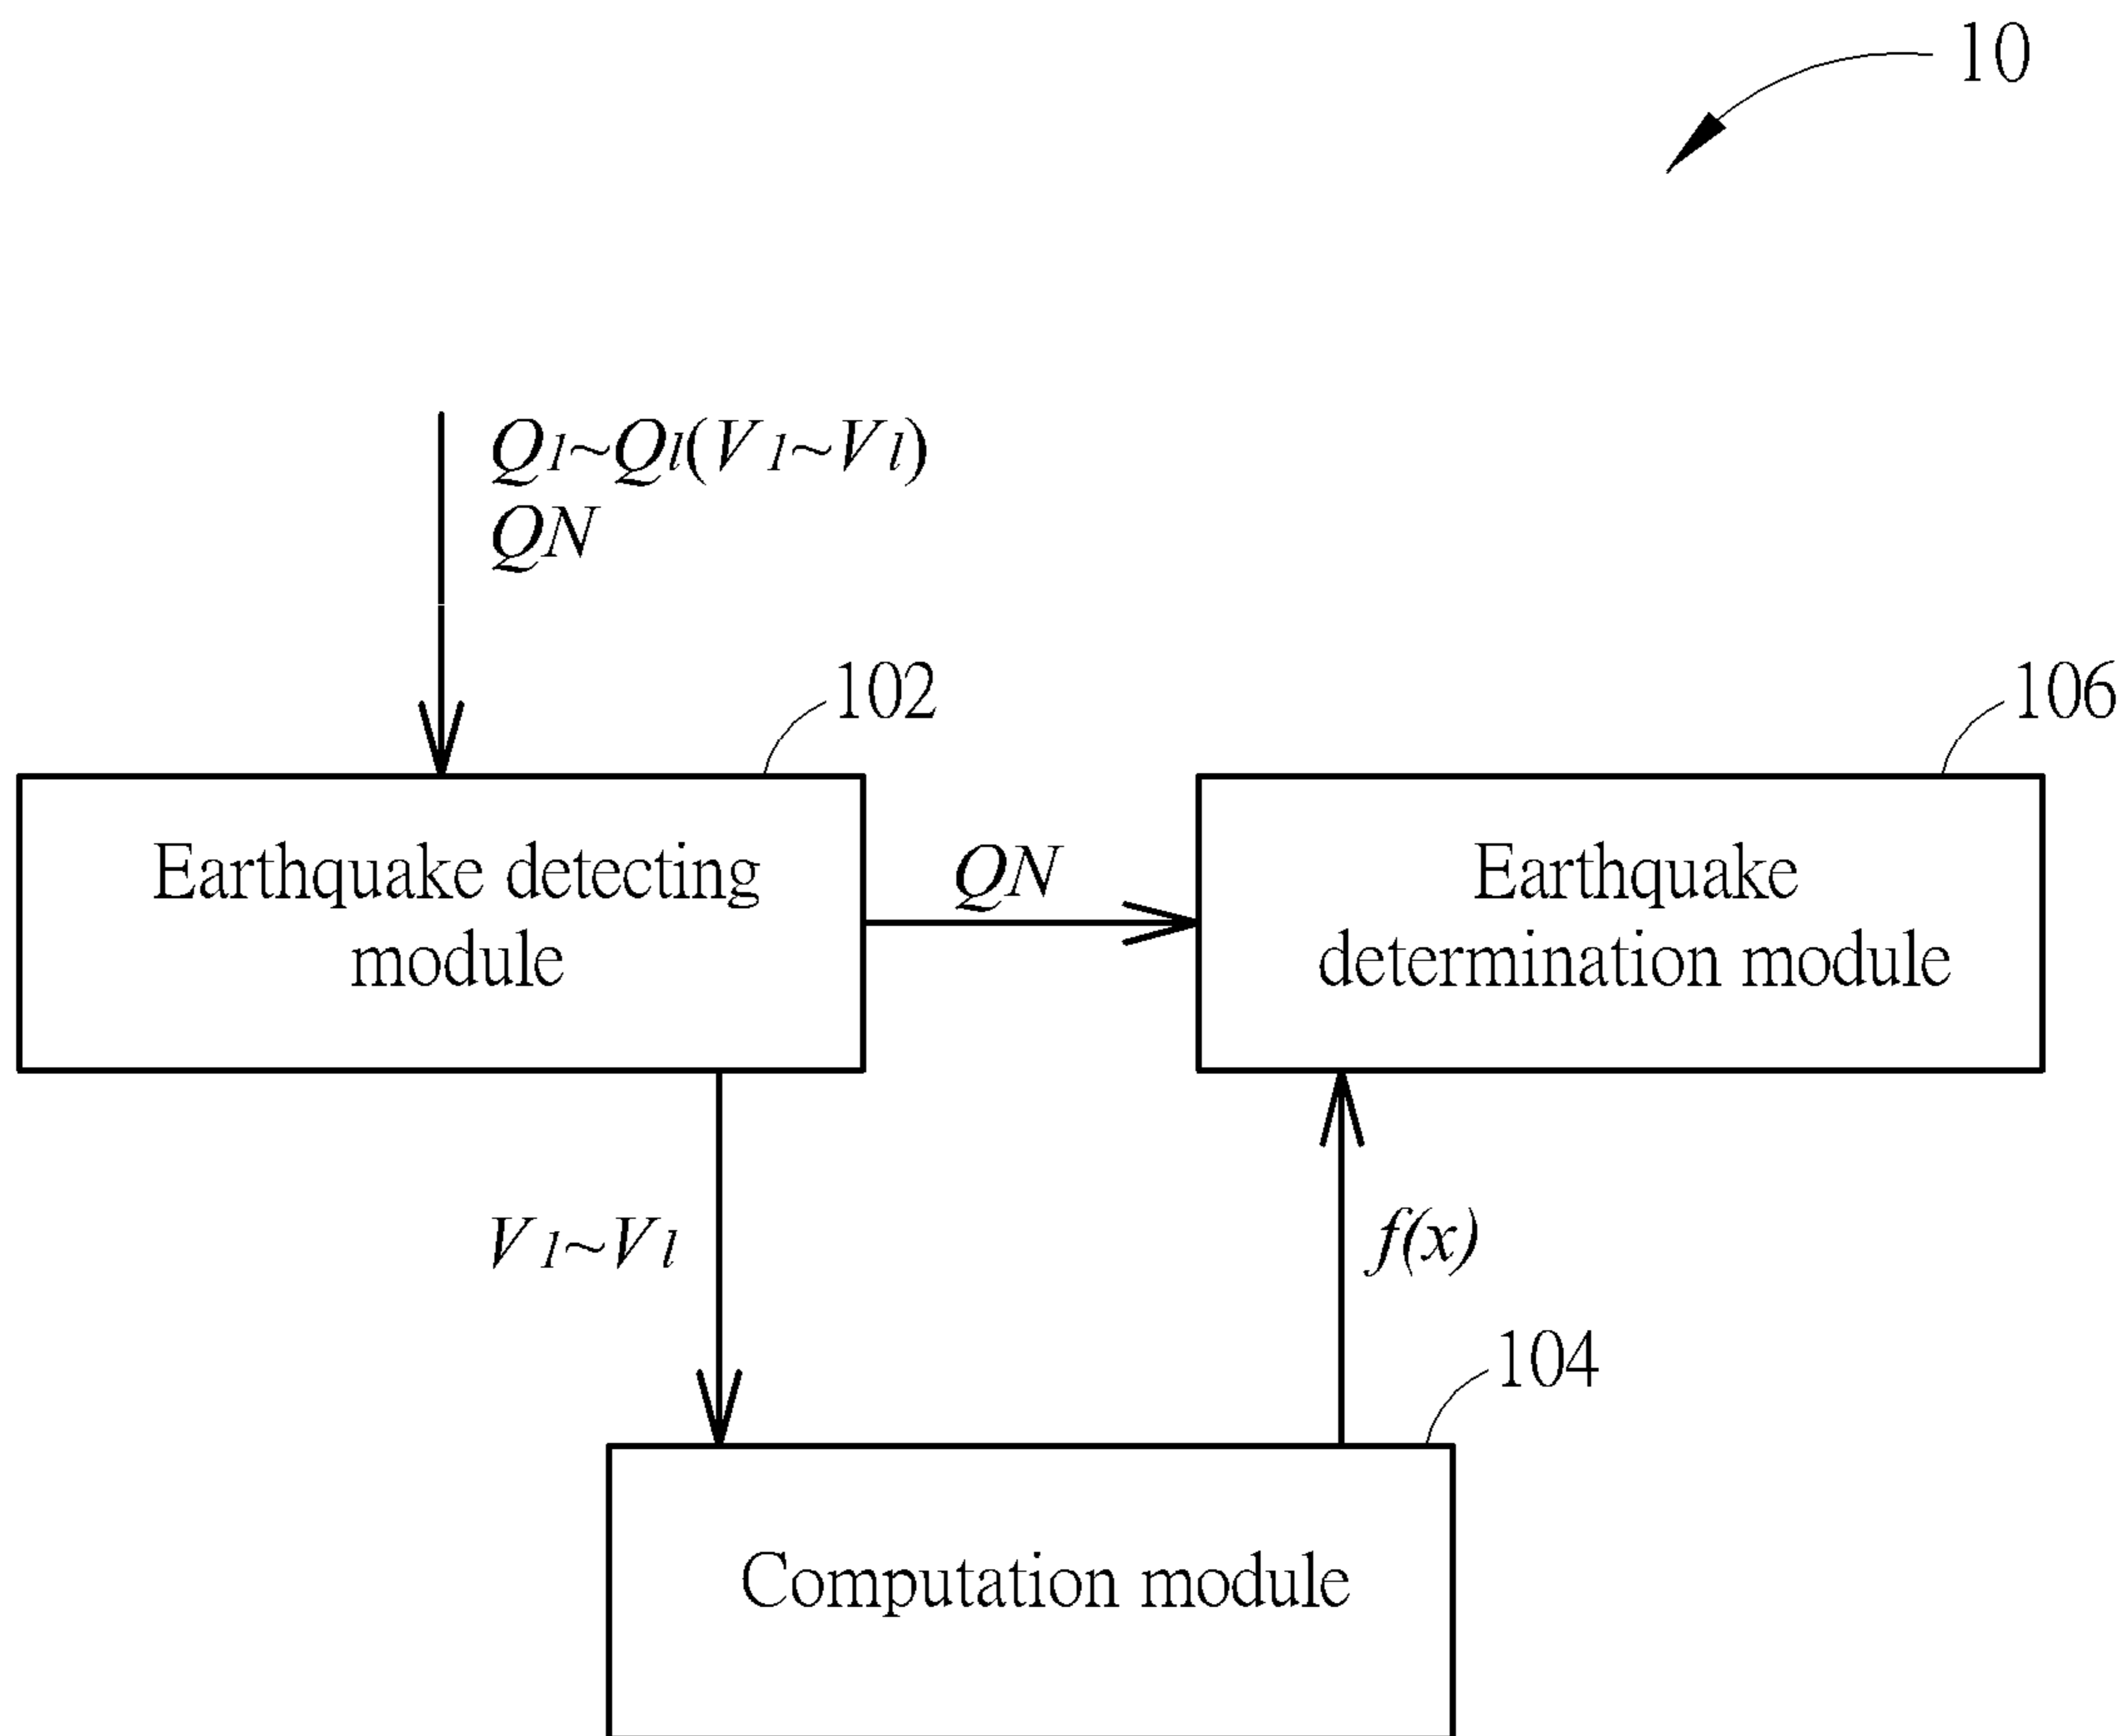 10
Q1~Ql(V1~Vl)
QN
102
106
Earthquake detecting
module
QN
Earthquake
determination module
V1~Vl
f(x)
104
Computation module